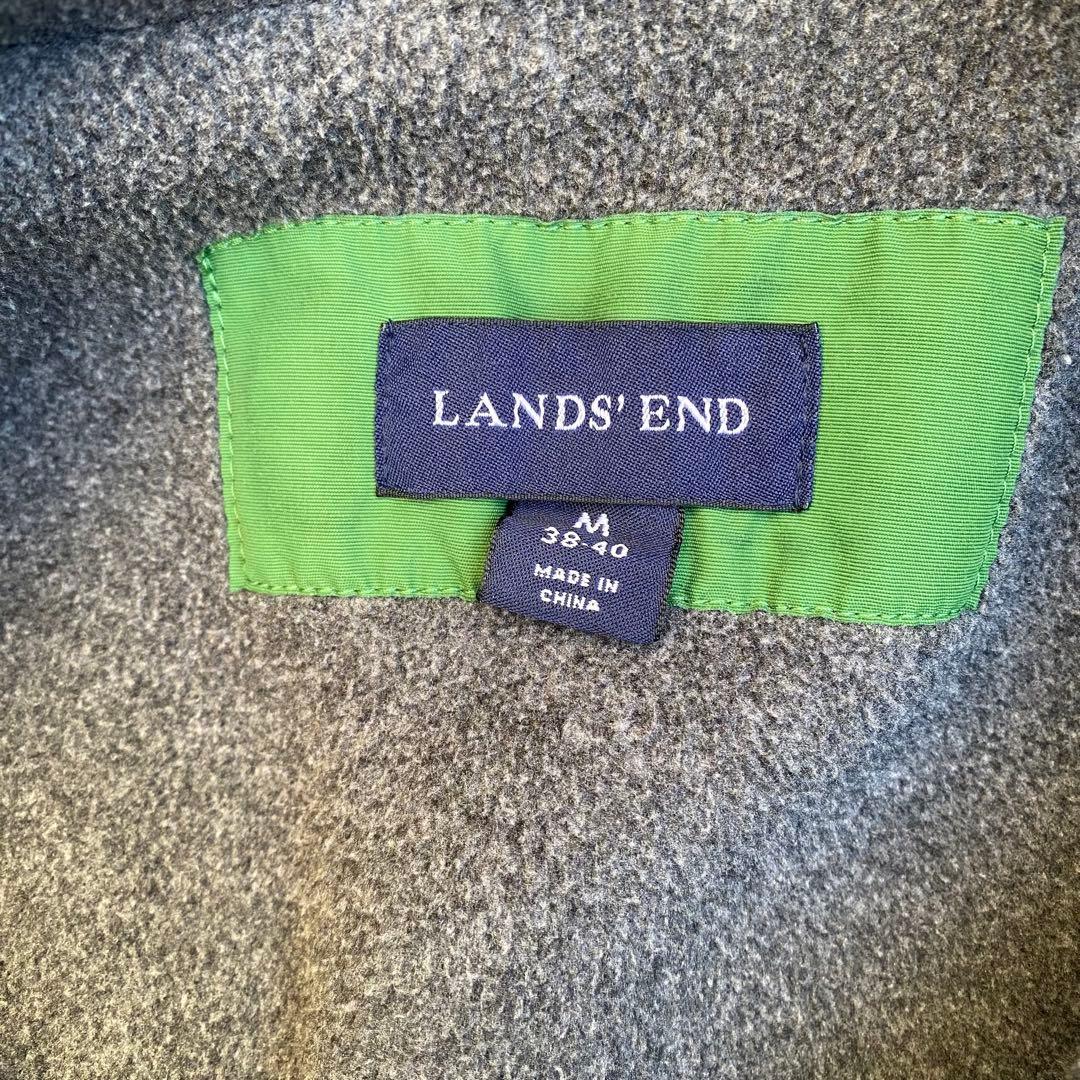 LANDS' END
M
38-40
MADE IN
CHINA